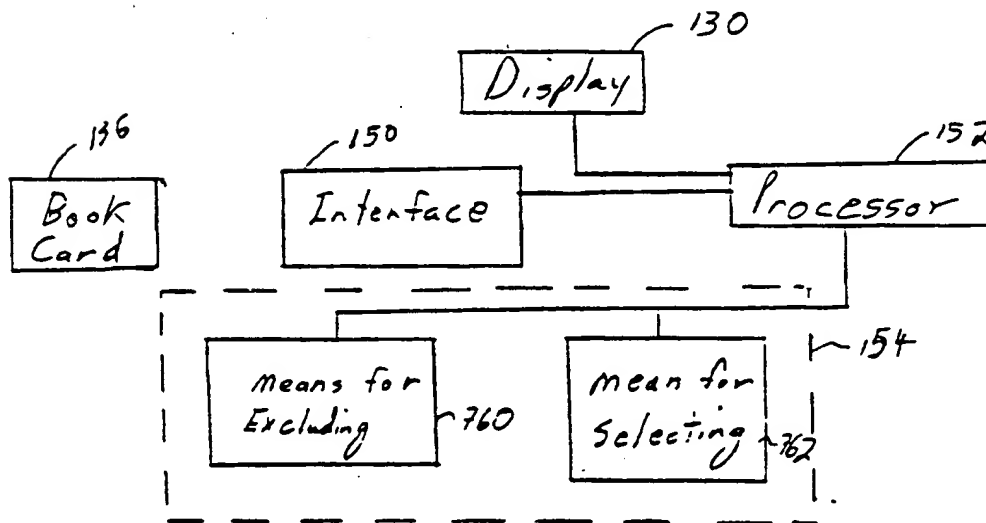 130
Display
136
150
152
Book
Card
Interface
Processor
154
means for
Excluding
760
mean for
Selecting
762